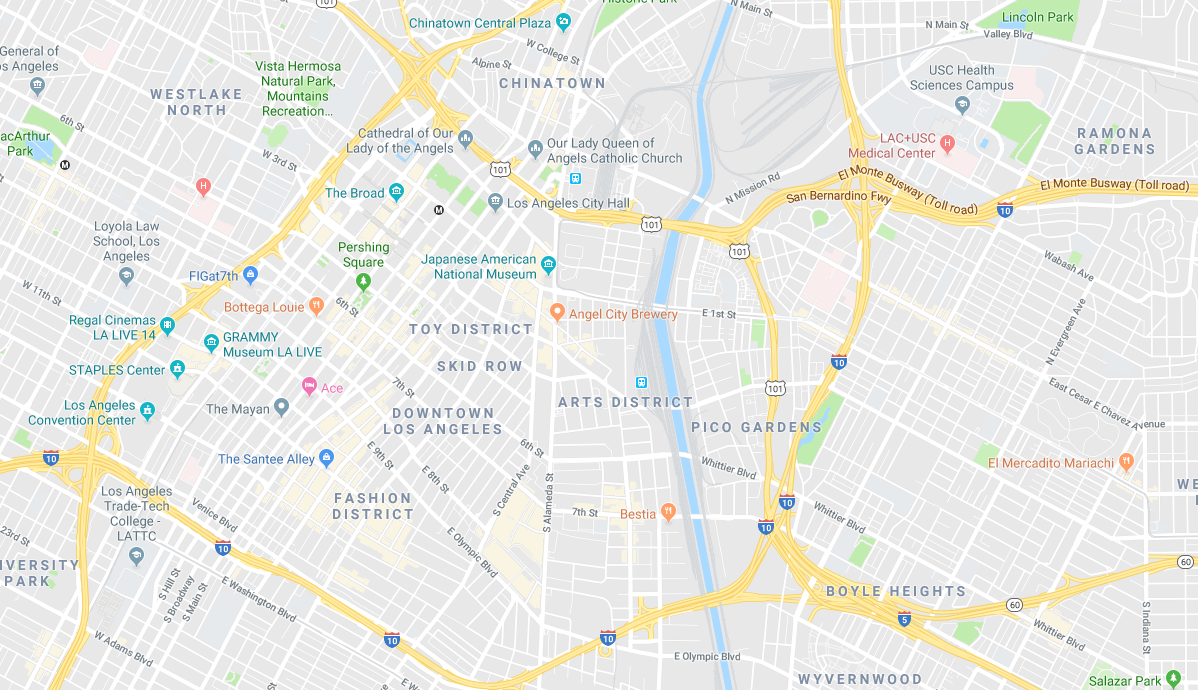 101
Historic Park
N Main St
Lincoln Park
Chinatown Central Plaza
N Main St
Valley Blvd
W College St
General of
os Angeles
Alpine St
Vista Hermosa
Natural Park,
Mountains
Recreation...
CHINATOWN
USC Health
Sciences Campus
WESTLAKE
NORTH
6th St
acArthur
Park
M
W 3rd St
Cathedral of Our
Lady of the Angels
Our Lady Queen of
Angels Catholic Church
LAC+USC
Medical Center
H
RAMONA
GARDENS
101
H
The Broad
M
Los Angeles City Hall
N Mission Rd
El Monte Busway (Toll road)
El Monte Busway (Toll road)
San Bernardino Fwy
10
101
101
Loyola Law
School, Los
Angeles
Pershing
Square
Japanese American
National Museum
FIGat7th
Wabash Ave
W 11th St
Bottega Louie
6th St
Angel City Brewery
E 1st St
N Evergreen Ave
Regal Cinemas
LA LIVE 14
GRAMMY
Museum LA LIVE
TOY DISTRICT
SKID ROW
STAPLES Center
10
Ace
7th St
101
East Cesar E Chavez Avenue
Los Angeles
Convention Center
The Mayan
DOWNTOWN
LOS ANGELES
ARTS DISTRICT
PICO GARDENS
6th St
E 9th St
10
The Santee Alley
E 8th St
Whittier Blvd
El Mercadito Mariachi
S Central Ave
S Alameda St
WE
Los Angeles
Trade-Tech
College -
LATTC
Venice Blvd
FASHION
DISTRICT
7th St
Bestia
10
10
Whittier Blvd
23rd St
10
E Olympic Blvd
IVERSITY
PARK
60
S Hill St
S Broadway
S Main St
E Washington Blvd
BOYLE HEIGHTS
60
5
S Indiana St
Whittier Blvd
W Adams Blvd
10
10
E Olympic Blvd
WYVERNWOOD
Salazar Park